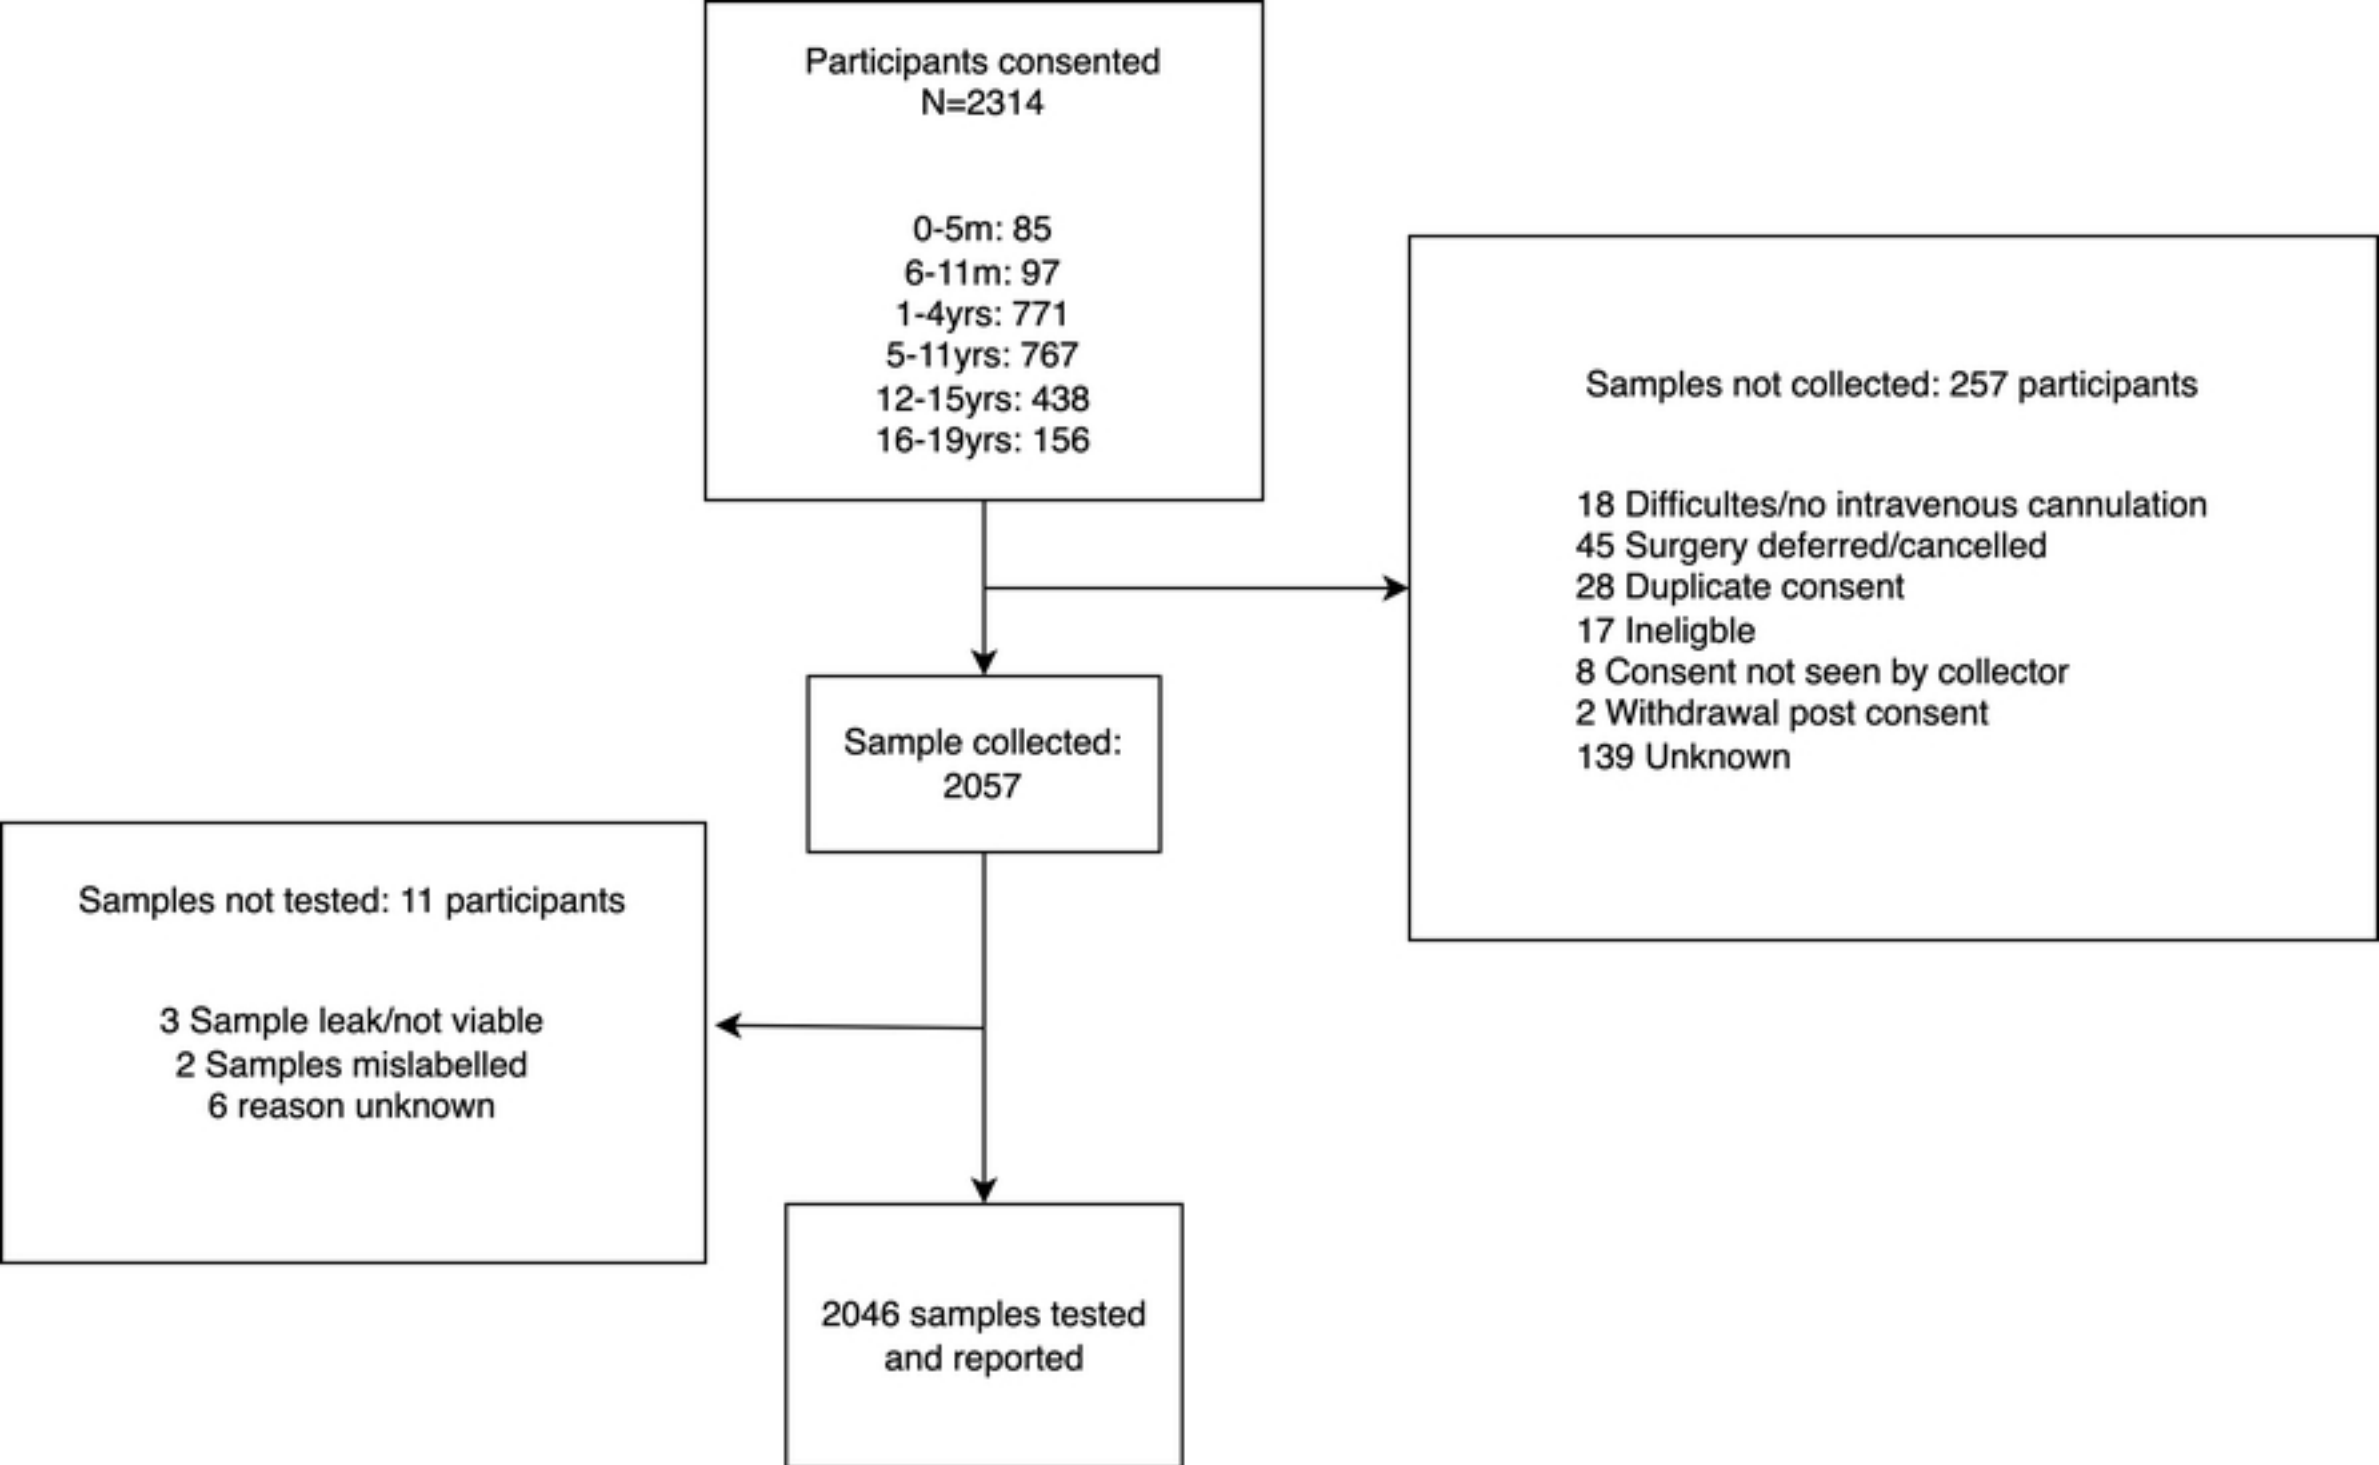 Participants consented
N=2314
0-5m: 85
6-11m: 97
1-4yrs: 771
5-11yrs: 767
12-15yrs: 438
16-19yrs: 156
Samples not collected: 257 participants
18 Difficultes/no intravenous cannulation
45 Surgery deferred/cancelled
28 Duplicate consent
17 Ineligble
8 Consent not seen by collector
2 Withdrawal post consent
139 Unknown
Sample collected:
2057
Samples not tested: 11 participants
3 Sample leak/not viable
2 Samples mislabelled
6 reason unknown
2046 samples tested
and reported